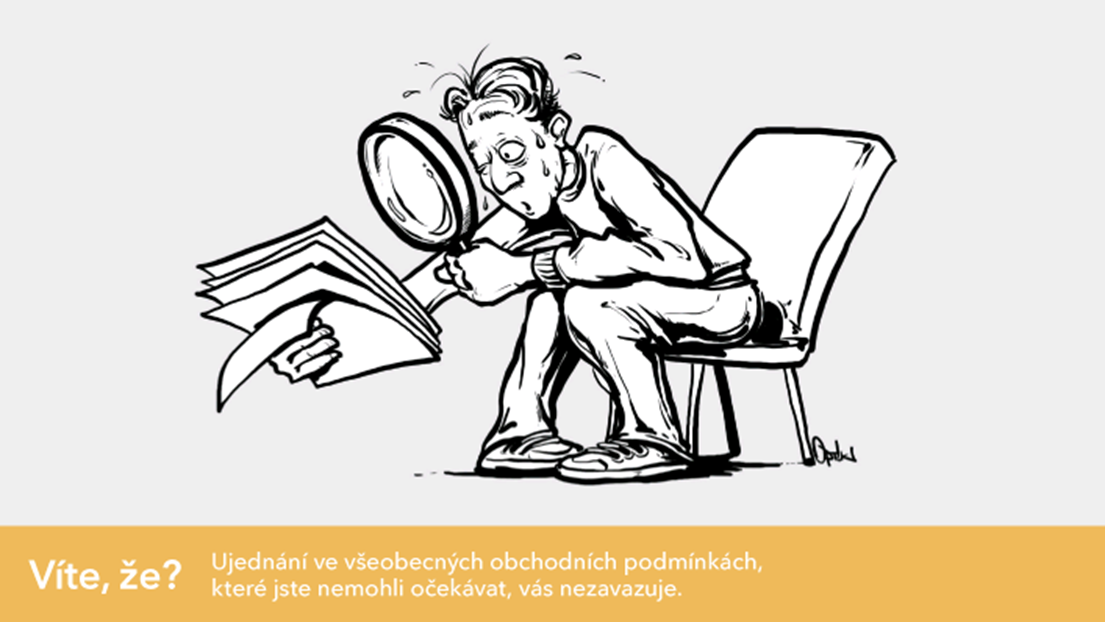 Víte, že?
Ujednání ve všeobecných obchodních podmínkách,
které jste nemohli očekávat, vás nezavazuje.